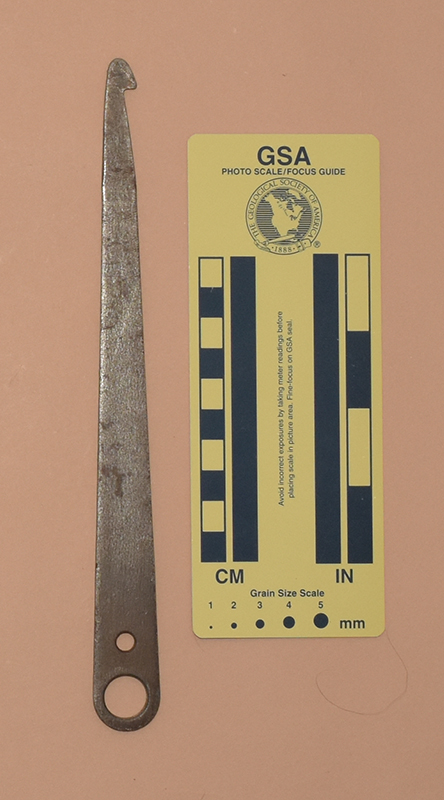 GSA
PHOTO SCALE/FOCUS GUIDE
THE GEOLOGICAL SOCIETY OF AMERICA
1888
®
Avoid incorrect exposures by taking meter readings before
placing scale in picture area. Fine-focus on GSA seal.
CM IN
Grain Size Scale
1 2 3 4 5
mm